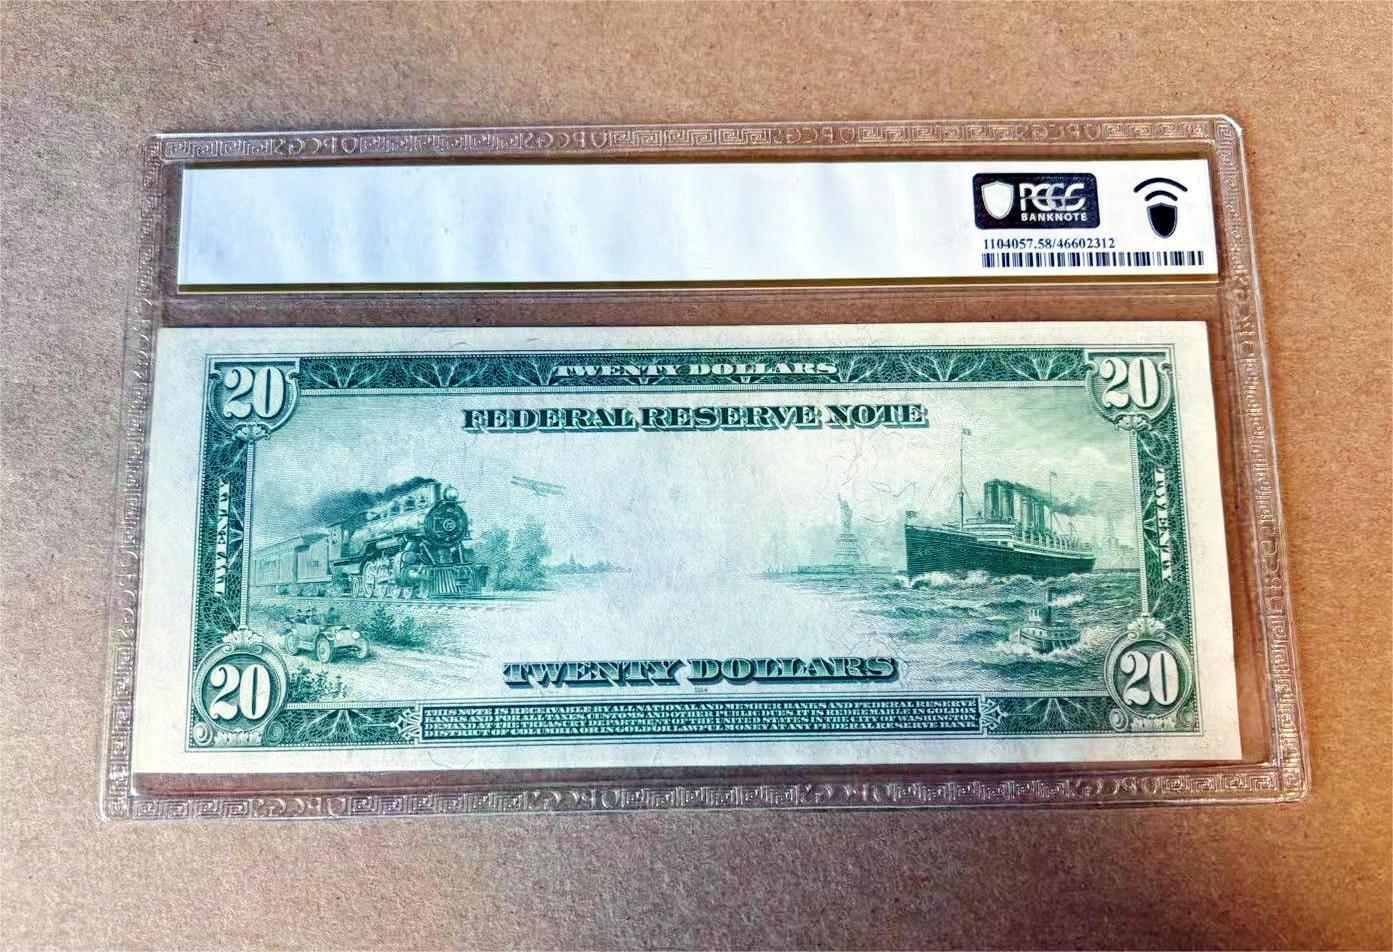 PCGS
BANKNOTE
1104057.58/46602312
TWENTY DOLLARS
20
20
FEDERAL RESERVE NOTE
TWENTY
TWENTY
TWENTY DOLLARS
20
20
THIS NOTE IS RECEIVABLE BY ALL NATIONAL AND MEMBER BANKS AND FEDERAL RESERVE
BANKS AND FOR ALL TAXES, CUSTOMS AND OTHER PUBLIC DUES. IT IS REDEEMABLE IN GOLD
ON DEMAND AT THE TREASURY DEPARTMENT OF THE UNITED STATES IN THE CITY OF WASHINGTON,
DISTRICT OF COLUMBIA OR IN GOLD OR LAWFUL MONEY AT ANY FEDERAL RESERVE BANK.